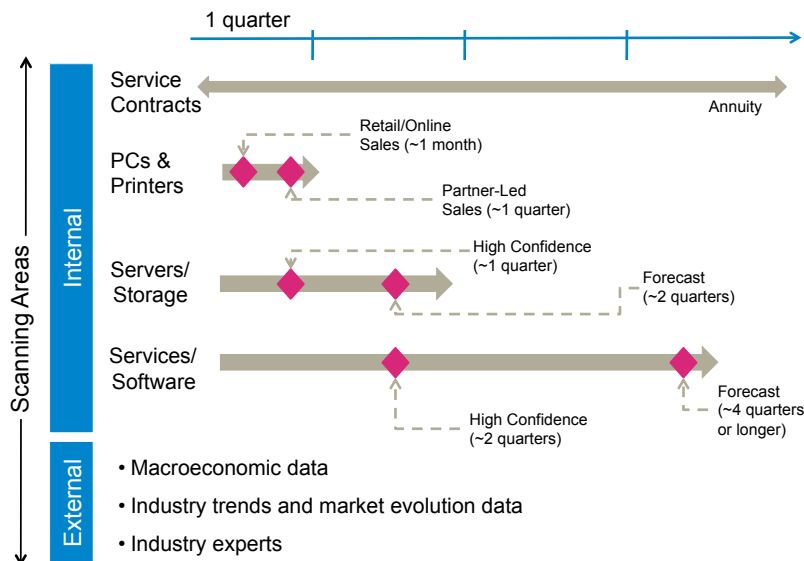 1 quarter
Scanning Areas
Internal
Service
Contracts
Annuity
Retail/Online
Sales (~1 month)
PCs &
Printers
Partner-Led
Sales (~1 quarter)
High Confidence
(~1 quarter)
Servers/
Storage
Forecast
(~2 quarters)
Services/
Software
High Confidence
(~2 quarters)
Forecast
(~4 quarters
or longer)
External
• Macroeconomic data
• Industry trends and market evolution data
• Industry experts